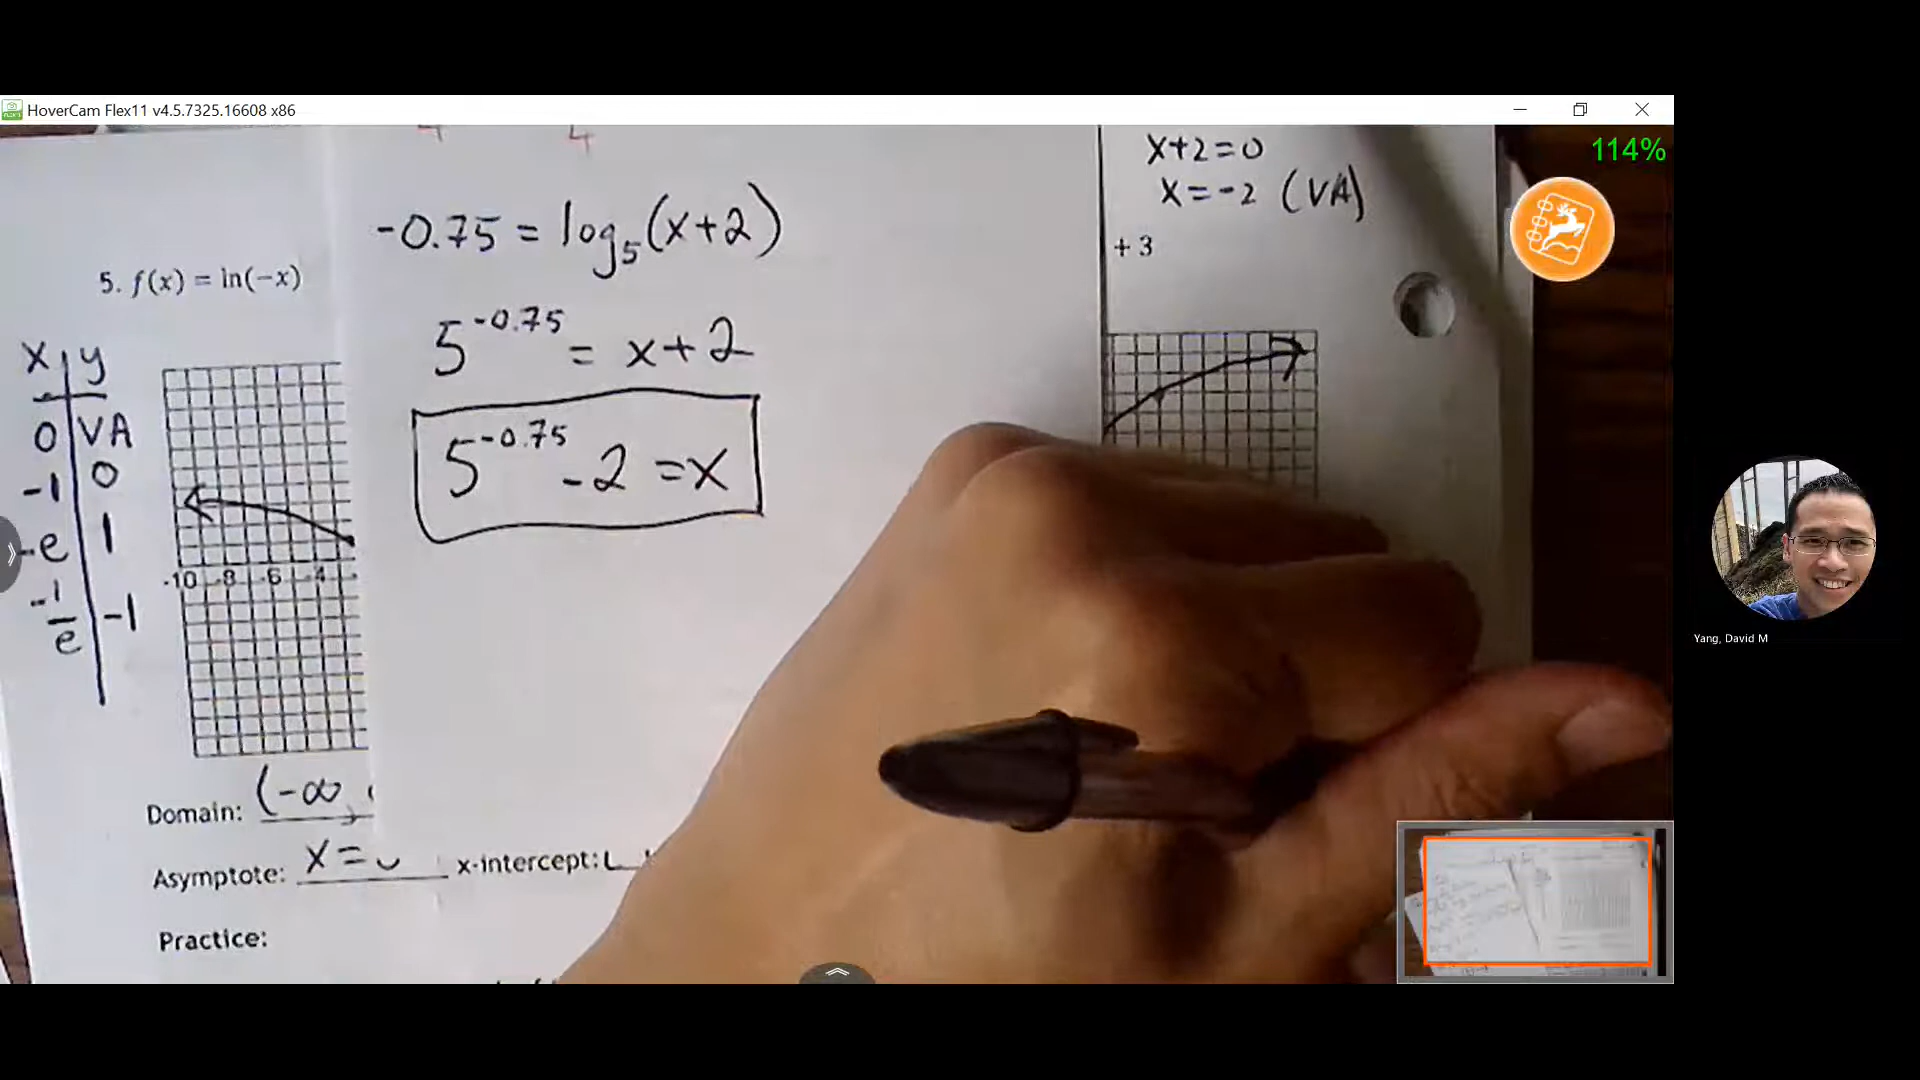 HoverCam Flex11 v4.5.7325.16608 x86
114%
4
-0.75 = log₅(x+2)
5^-0.75 = x+2
5^-0.75 -2 = x
x+2=0
x=-2 (VA)
+ 3
5. f(x) = ln(−x)
x y
0 VA
-1 0
-e 1
-1/e -1
-10 -8 -6 -4
Domain: (-∞,
Asymptote: x=0 x-intercept: (
Practice:
Yang, David M